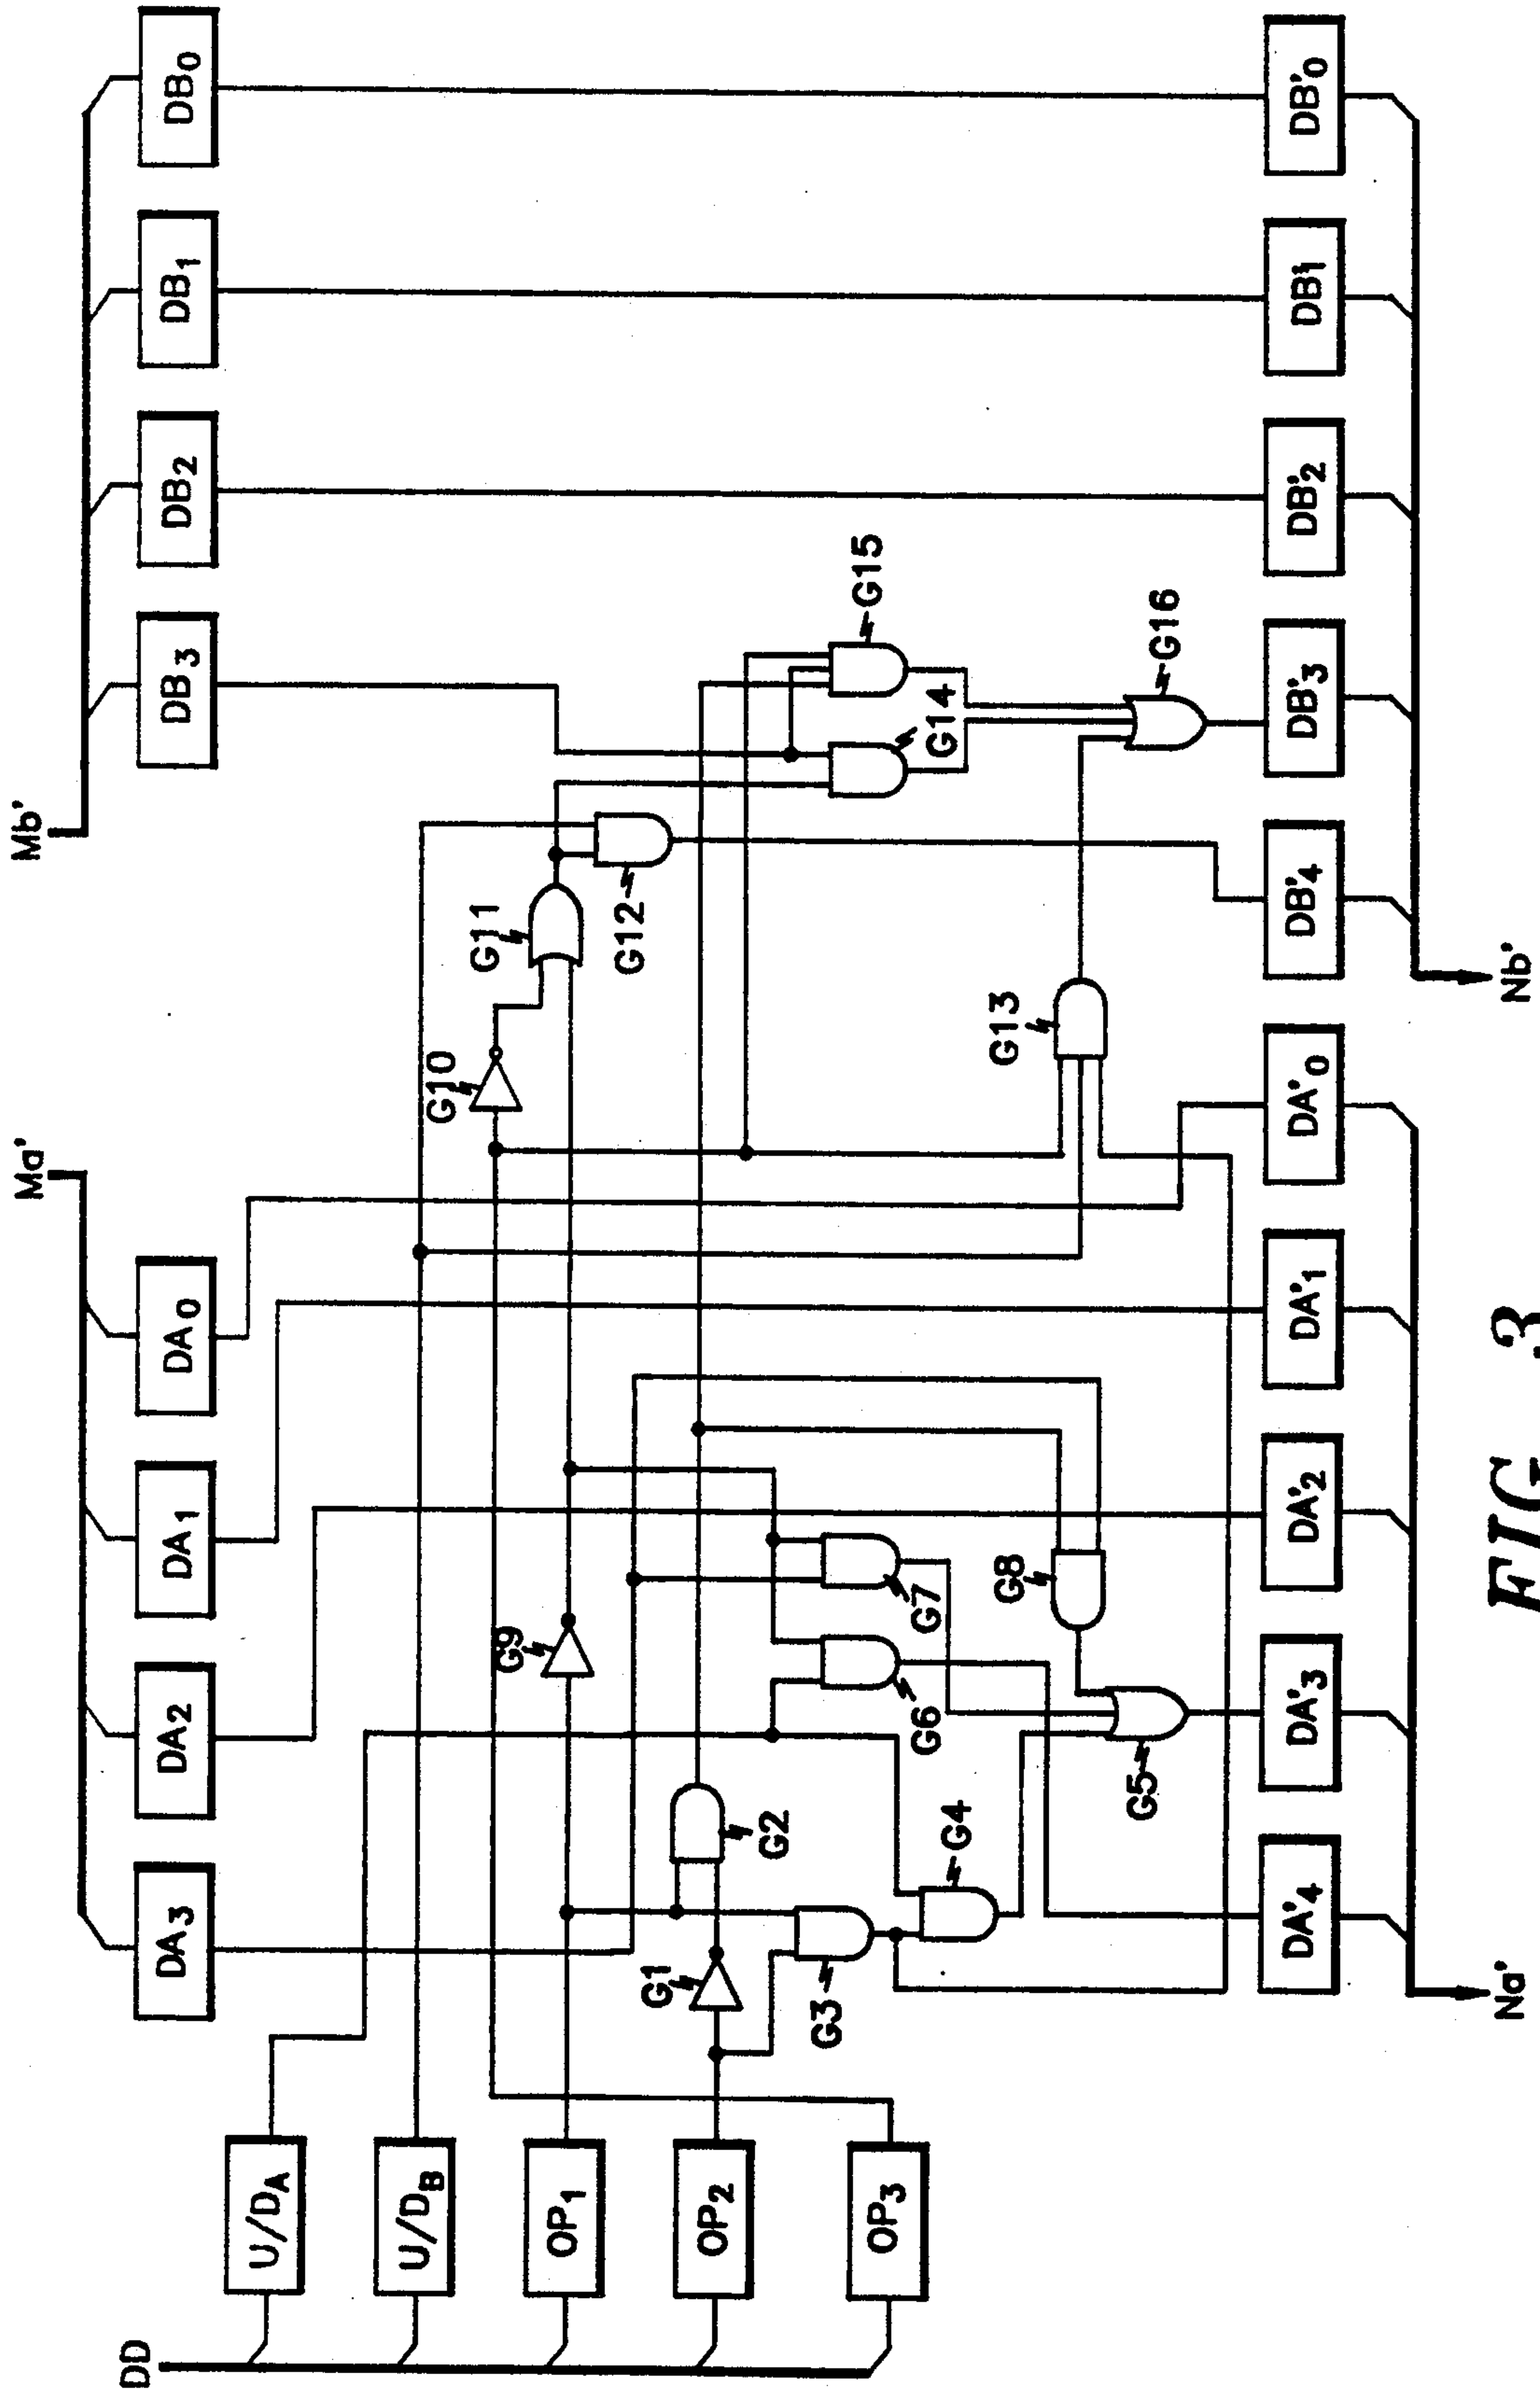 DD
U/DA
U/DB
OP1
OP2
OP3
Ma'
DA3
DA2
DA1
DA0
Mb'
DB3
DB2
DB1
DB0
G1
G2
G3
G4
G5
G6
G7
G8
G9
G10
G11
G12
G13
G14
G15
G16
DA'4
DA'3
DA'2
DA'1
DA'0
DB'4
DB'3
DB'2
DB'1
DB'0
Na'
Nb'
FIG. 3